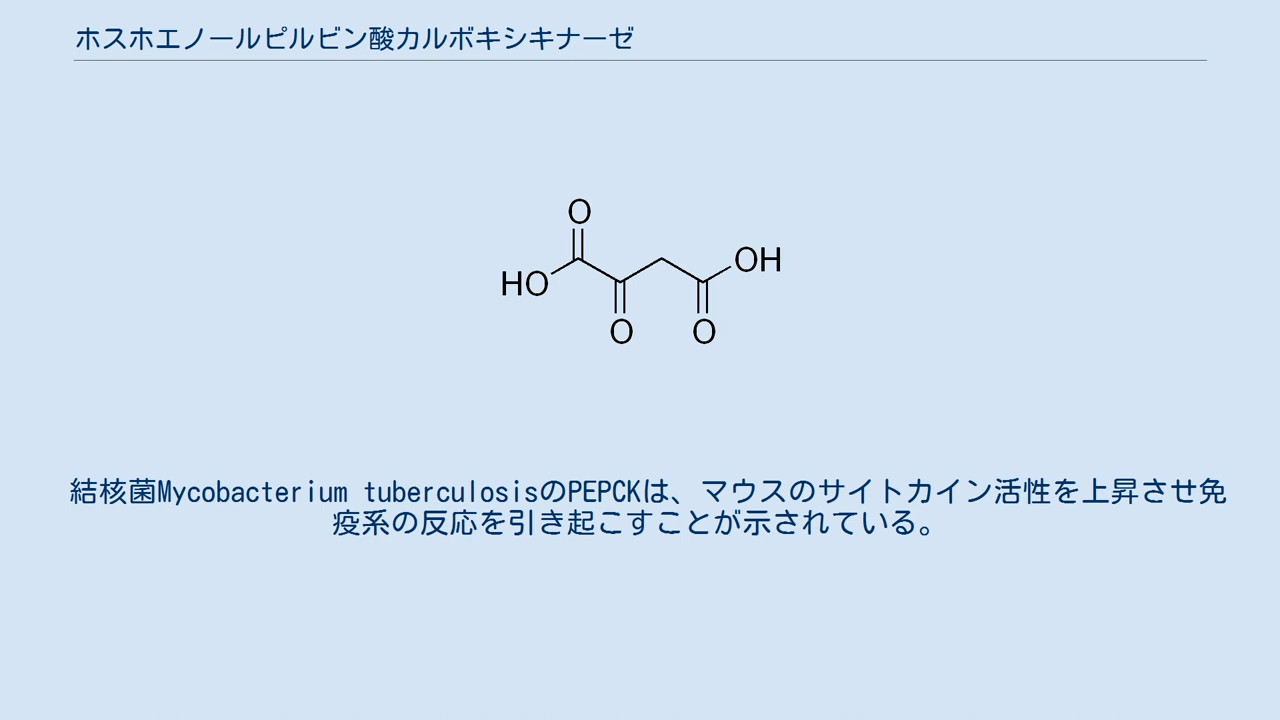 ホスホエノールピルビン酸カルボキシキナーゼ
O
HO
OH
O
O
結核菌Mycobacterium tuberculosisのPEPCKは、マウスのサイトカイン活性を上昇させ免
疫系の反応を引き起こすことが示されている。